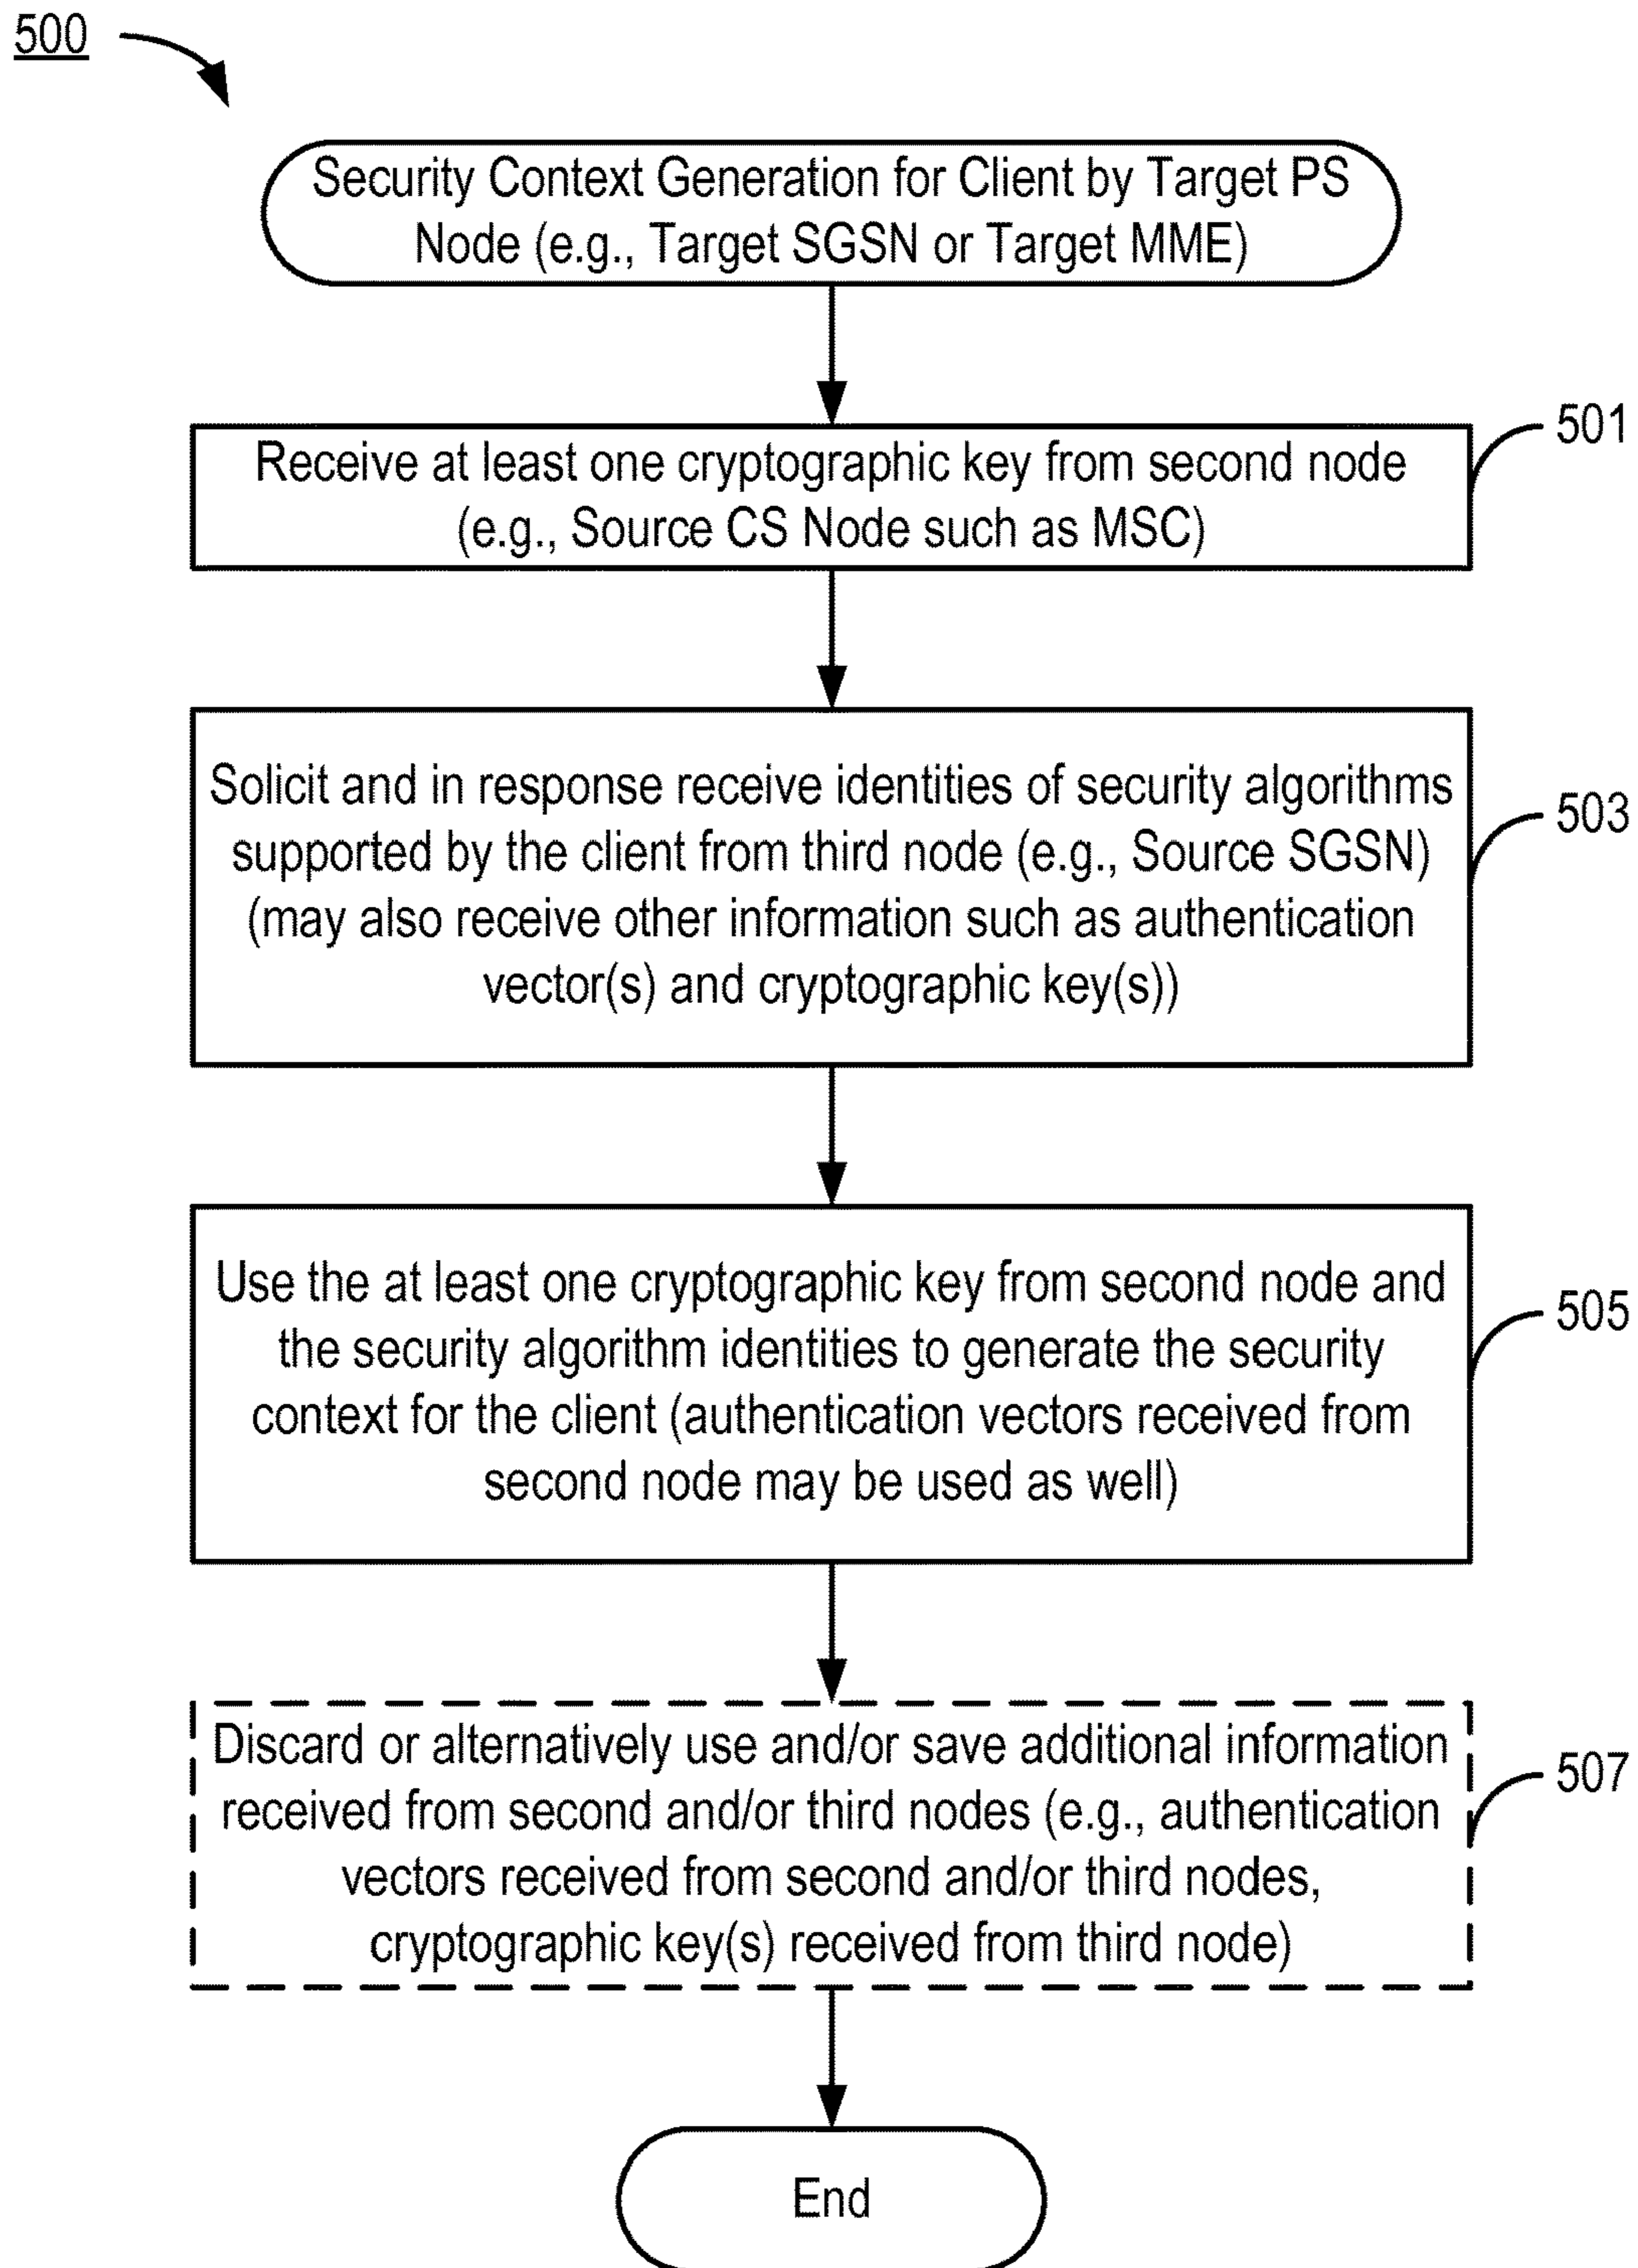 500
Security Context Generation for Client by Target PS
Node (e.g., Target SGSN or Target MME)
501
Receive at least one cryptographic key from second node
(e.g., Source CS Node such as MSC)
Solicit and in response receive identities of security algorithms
503
supported by the client from third node (e.g., Source SGSN)
(may also receive other information such as authentication
vector(s) and cryptographic key(s))
Use the at least one cryptographic key from second node and
505
the security algorithm identities to generate the security
context for the client (authentication vectors received from
second node may be used as well)
Discard or alternatively use and/or save additional information
507
received from second and/or third nodes (e.g., authentication
vectors received from second and/or third nodes,
cryptographic key(s) received from third node)
End